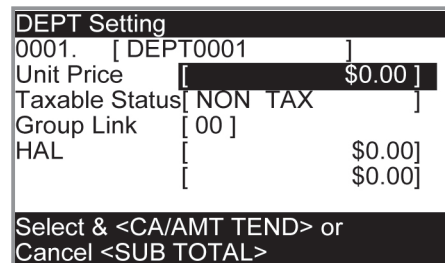 DEPT Setting
0001. [ DEPT0001 ]
Unit Price [ $0.00 ]
Taxable Status[ NON TAX ]
Group Link [ 00 ]
HAL [ $0.00]
[ $0.00]
Select & <CA/AMT TEND> or
Cancel <SUB TOTAL>